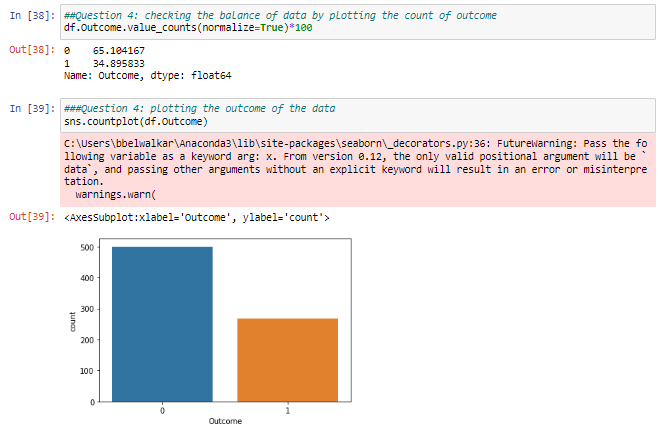 In [38]: ##Question 4: checking the balance of data by plotting the count of outcome
df.Outcome.value_counts(normalize=True)*100
Out[38]: 0    65.104167
1    34.895833
Name: Outcome, dtype: float64
In [39]: ###Question 4: plotting the outcome of the data
sns.countplot(df.Outcome)
C:\Users\bbelwalkar\Anaconda3\lib\site-packages\seaborn\_decorators.py:36: FutureWarning: Pass the fo
llowing variable as a keyword arg: x. From version 0.12, the only valid positional argument will be `
data`, and passing other arguments without an explicit keyword will result in an error or misinterpre
tation.
warnings.warn(
Out[39]: <AxesSubplot:xlabel='Outcome', ylabel='count'>
500
400
300
200
100
0
count
0 1
Outcome